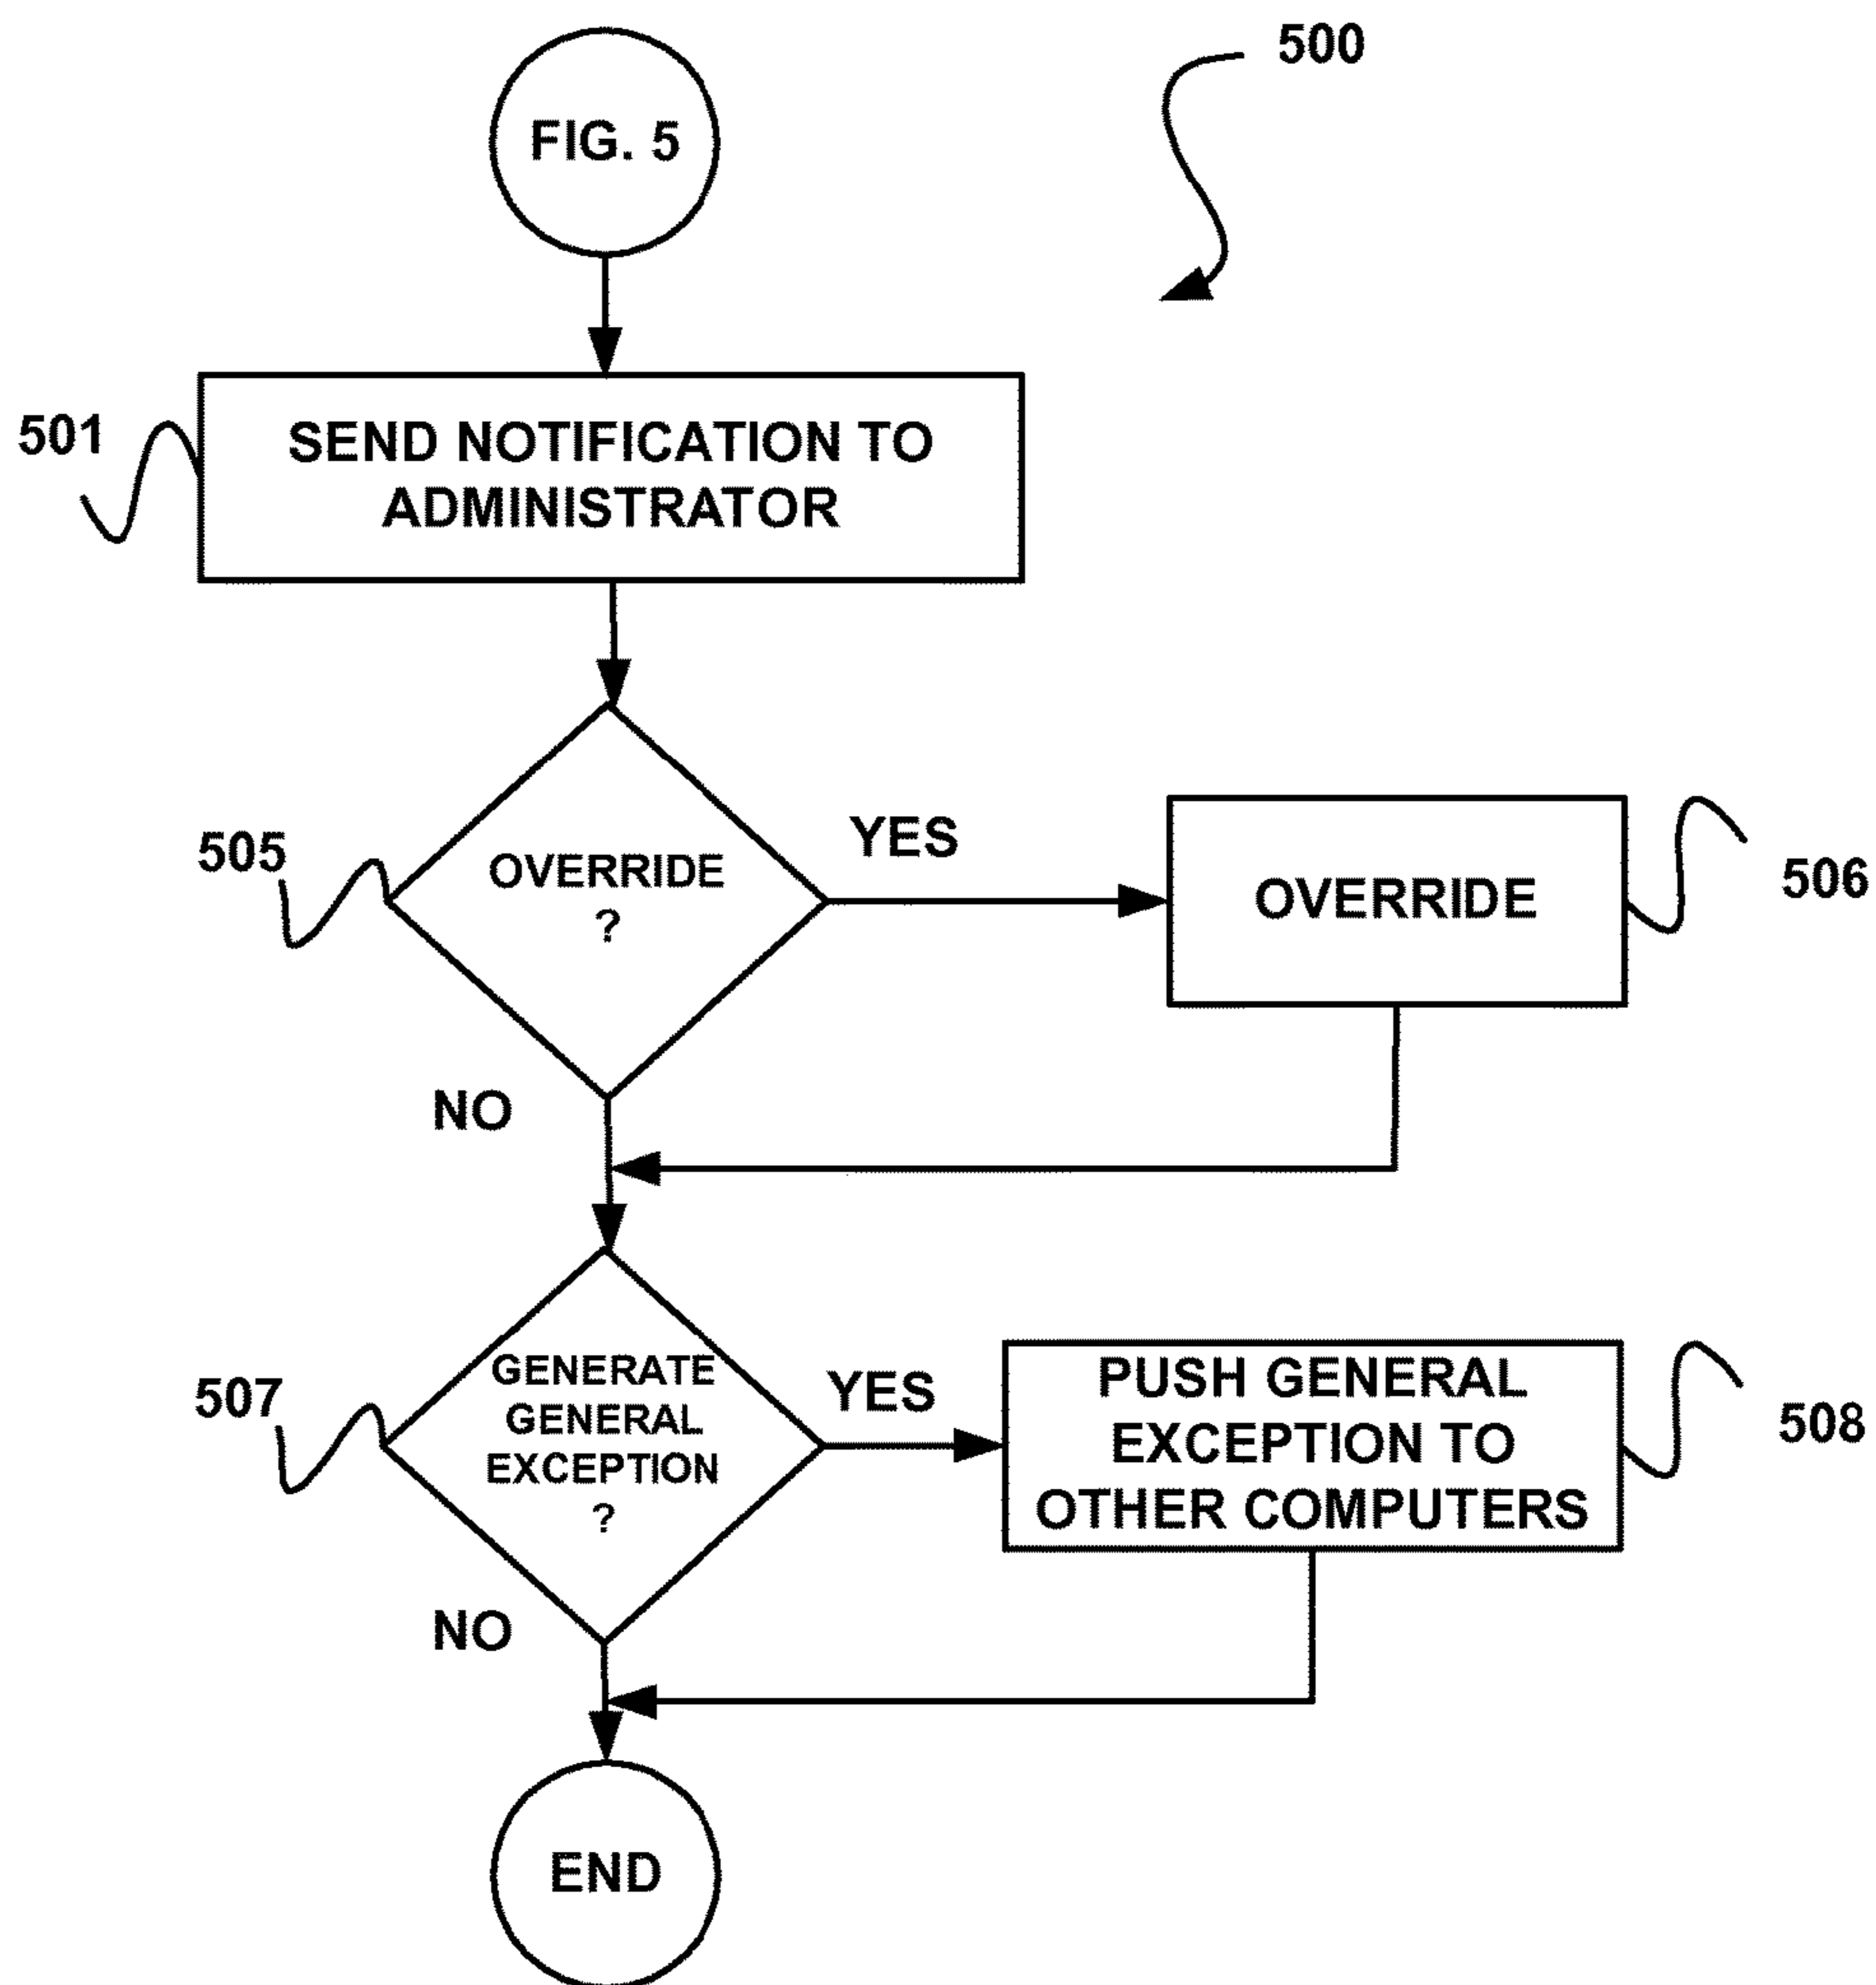 500
FIG. 5
501
SEND NOTIFICATION TO
ADMINISTRATOR
505
OVERRIDE
?
YES
OVERRIDE
506
NO
507
GENERATE
GENERAL
EXCEPTION
?
YES
PUSH GENERAL
EXCEPTION TO
OTHER COMPUTERS
508
NO
END